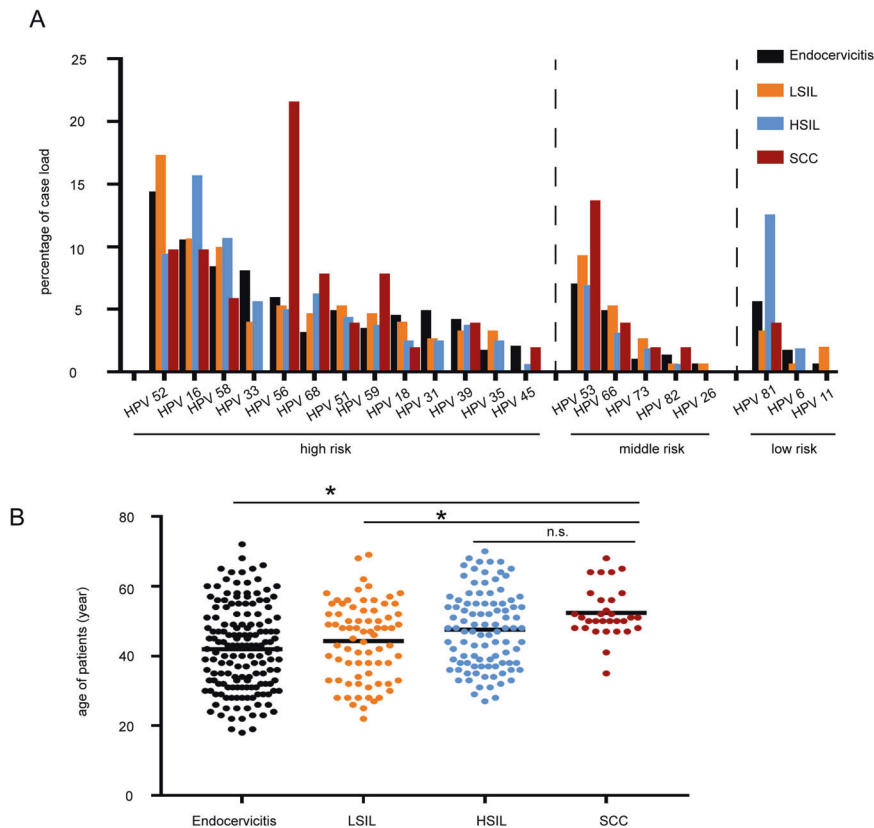 A
25
20
15
10
5
0
percentage of case load
Endocervicitis
LSIL
HSIL
SCC
HPV 52
HPV 16
HPV 58
HPV 33
HPV 56
HPV 68
HPV 51
HPV 59
HPV 18
HPV 31
HPV 39
HPV 35
HPV 45
HPV 53
HPV 66
HPV 73
HPV 82
HPV 26
HPV 81
HPV 6
HPV 11
high risk
middle risk
low risk
B
*
*
n.s.
80
60
40
20
0
age of patients (year)
Endocervicitis
LSIL
HSIL
SCC